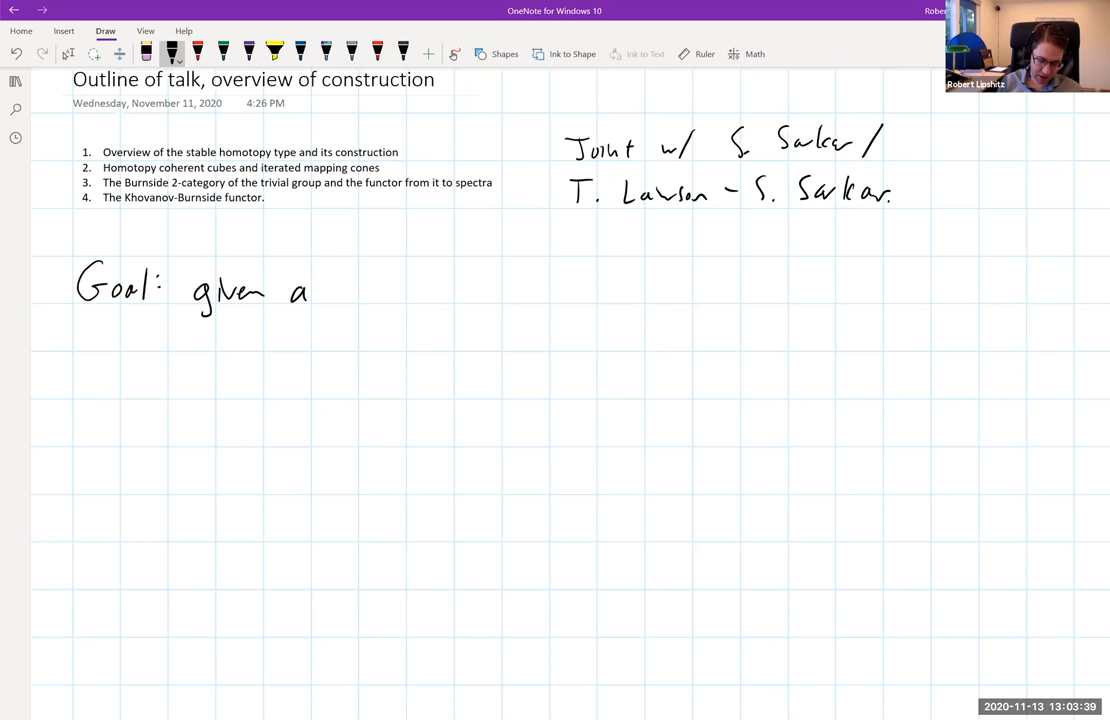 OneNote for Windows 10
Rober
Home Insert Draw View Help
Shapes Ink to Shape Ink to Text Ruler Math
Robert Lipshitz
Outline of talk, overview of construction
Wednesday, November 11, 2020 4:26 PM
1. Overview of the stable homotopy type and its construction
2. Homotopy coherent cubes and iterated mapping cones
3. The Burnside 2-category of the trivial group and the functor from it to spectra
4. The Khovanov-Burnside functor.
Joint w/ S. Sarkar /
T. Lawson - S. Sarkar.
Goal: given a
2020-11-13 13:03:39